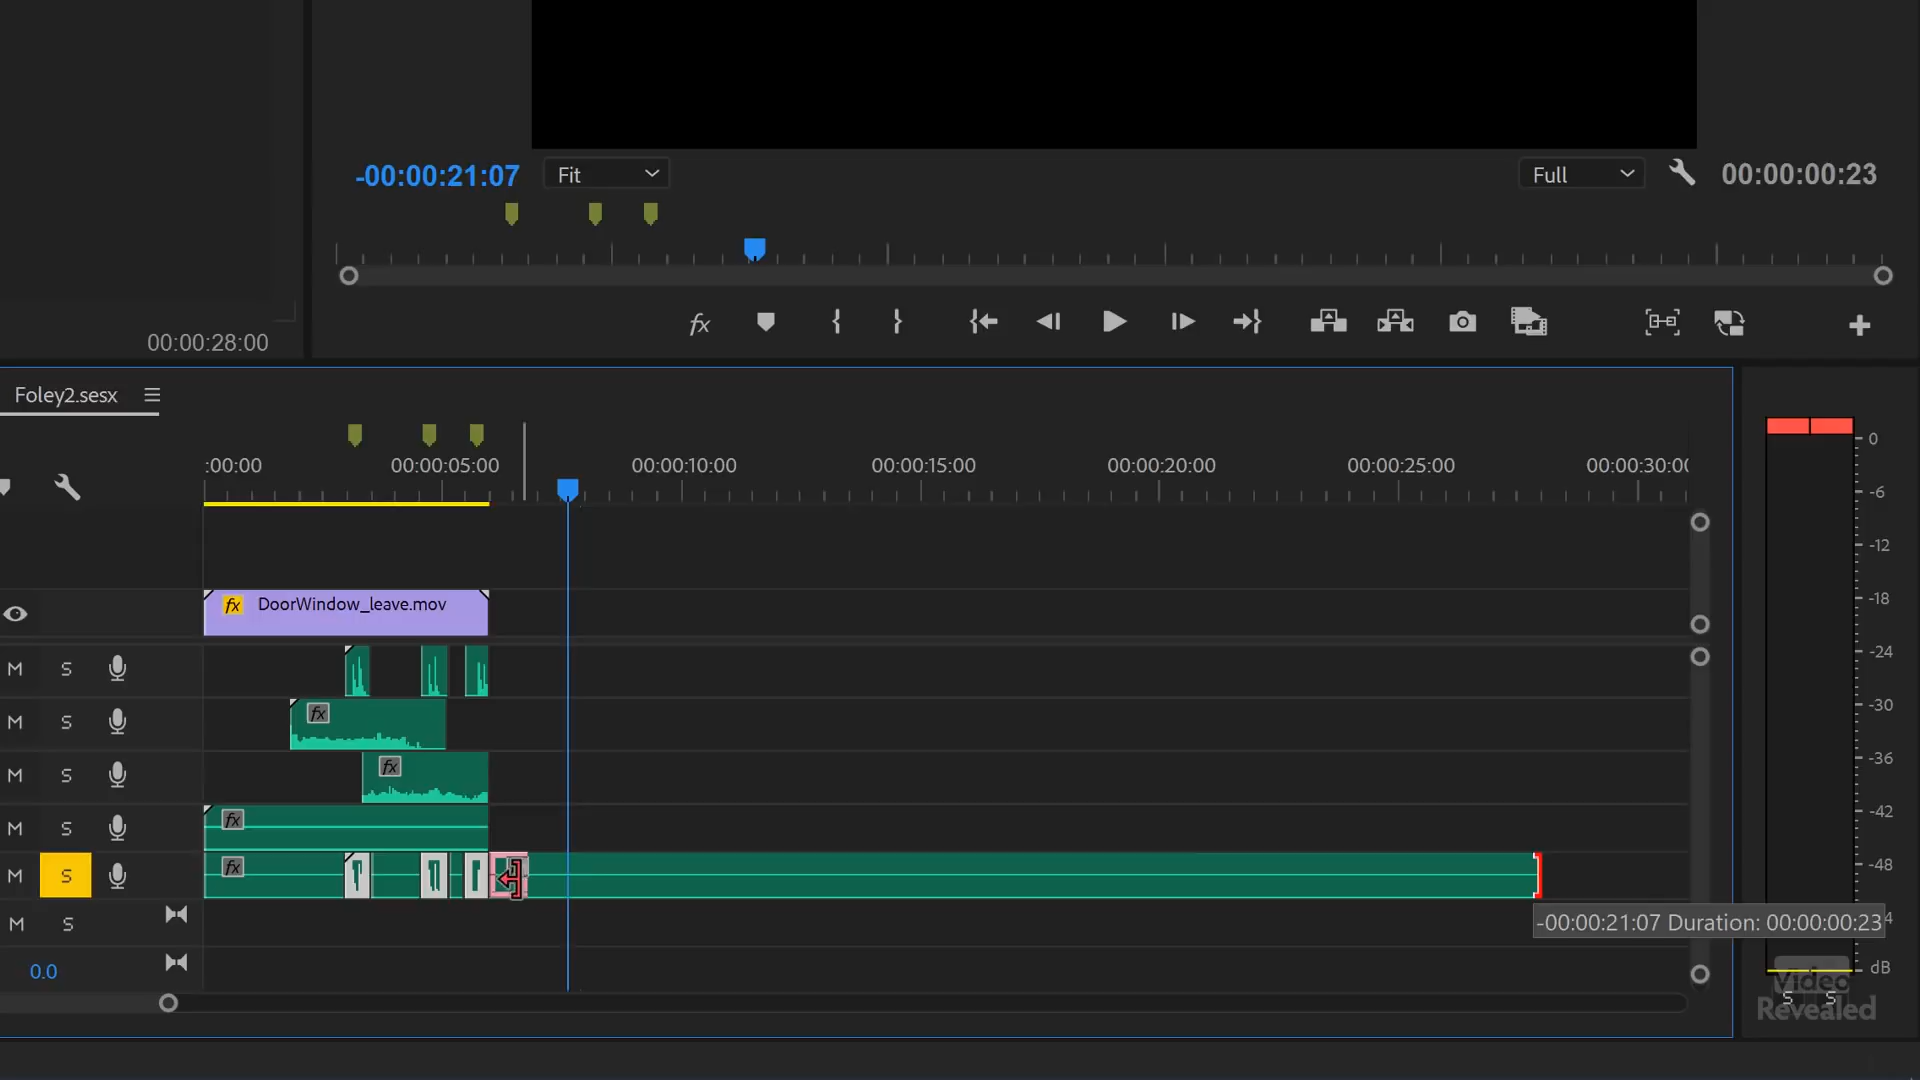 -00:00:21:07
Fit
Full
00:00:00:23
fx
00:00:28:00
Foley2.sesx
:00:00
00:00:05:00
00:00:10:00
00:00:15:00
00:00:20:00
00:00:25:00
00:00:30:00
0
-6
-12
-18
-24
-30
-36
-42
-48
dB
fx DoorWindow_leave.mov
M S
M S fx
M S fx
M S fx
M S fx
-00:00:21:07 Duration: 00:00:00:23
M S
0.0
S S
Video
Revealed